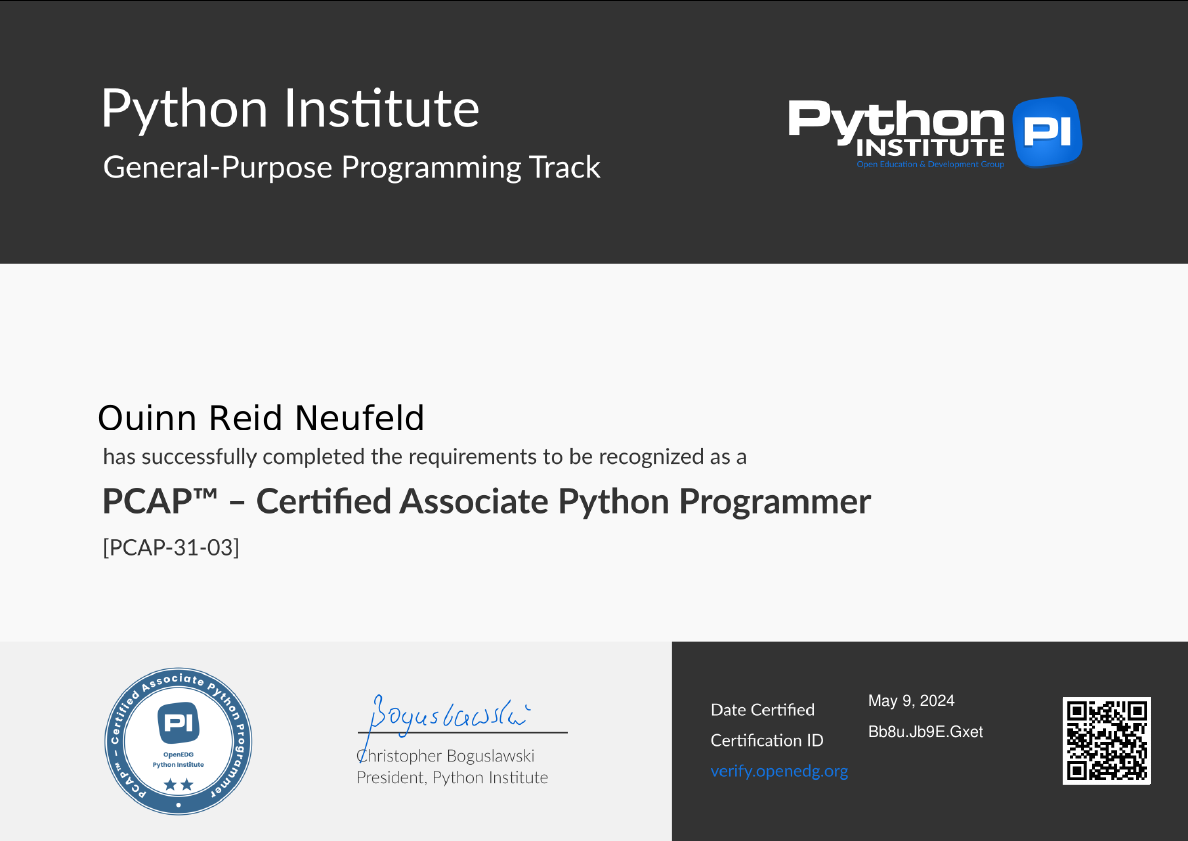 Python Institute
General-Purpose Programming Track
Python
INSTITUTE
PI
Open Education & Development Group
Ouinn Reid Neufeld
has successfully completed the requirements to be recognized as a
PCAP™ – Certified Associate Python Programmer
[PCAP-31-03]
PCAP™ – Certified Associate Python Programmer
PI
OpenEDG
Python Institute
Boguslawski
Christopher Boguslawski
President, Python Institute
Date Certified May 9, 2024
Certification ID Bb8u.Jb9E.Gxet
verify.openedg.org